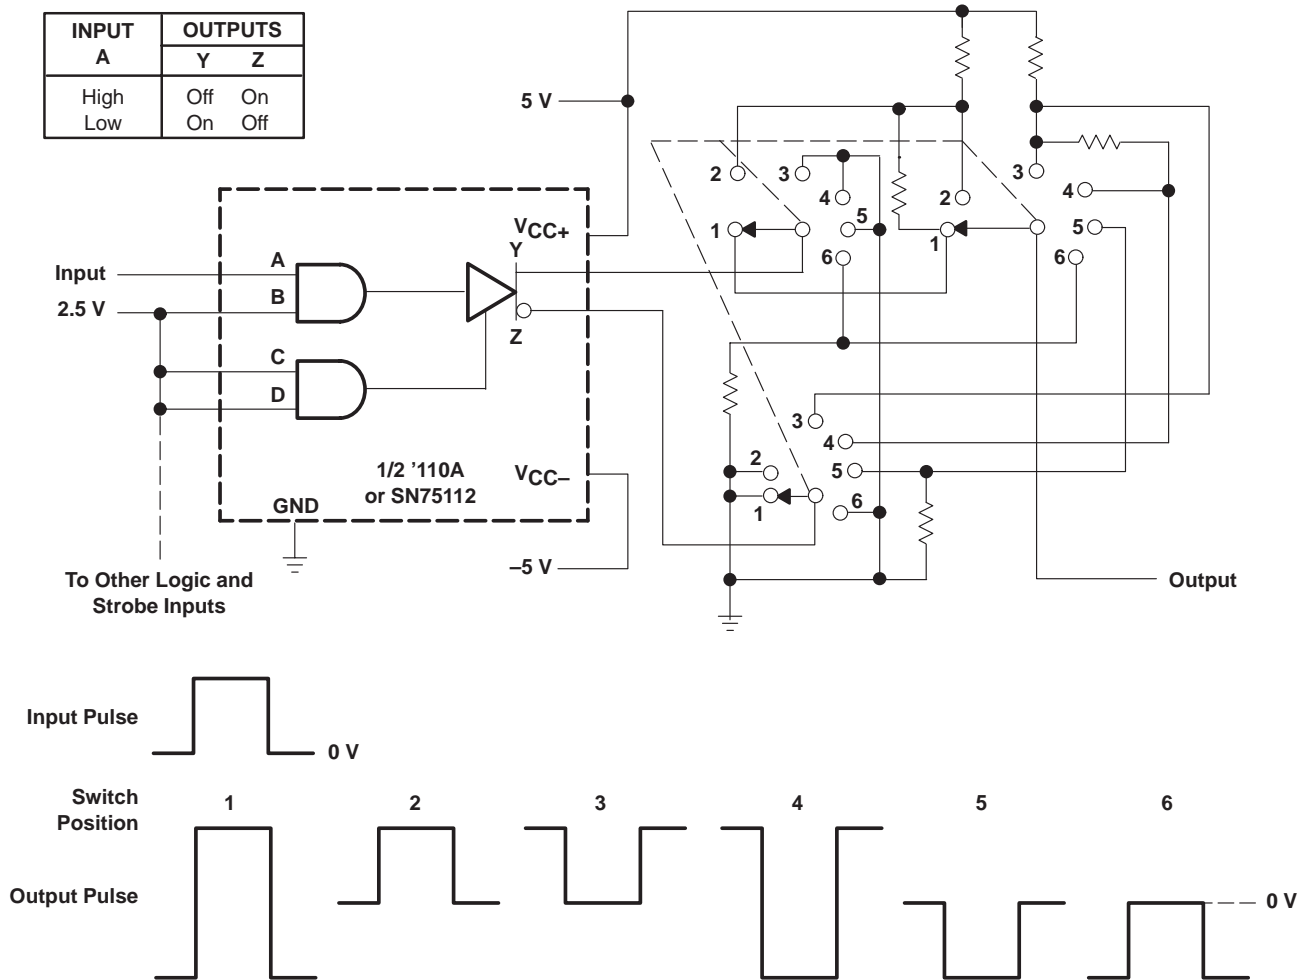 INPUT OUTPUTS
A Y Z
High Off On
Low On Off
5 V
VCC+
Y
Input
A
2.5 V
B
Z
C
D
1/2 '110A
or SN75112
VCC–
GND
–5 V
To Other Logic and
Strobe Inputs
2 3
4
5
1
6
2
1
3
4
5
6
3
4
2
5
1
6
Output
Input Pulse
0 V
Switch
Position
1 2 3 4 5 6
Output Pulse
0 V